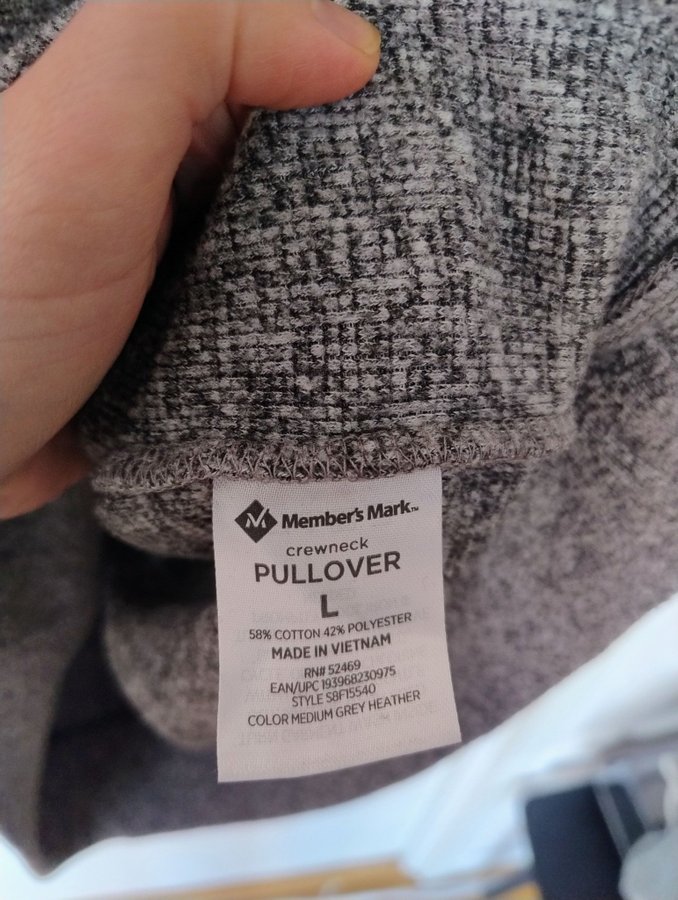 Member's Mark™
crewneck
PULLOVER
L
58% COTTON 42% POLYESTER
MADE IN VIETNAM
RN# 52469
EAN/UPC 193968230975
STYLE S8F15540
COLOR MEDIUM GREY HEATHER